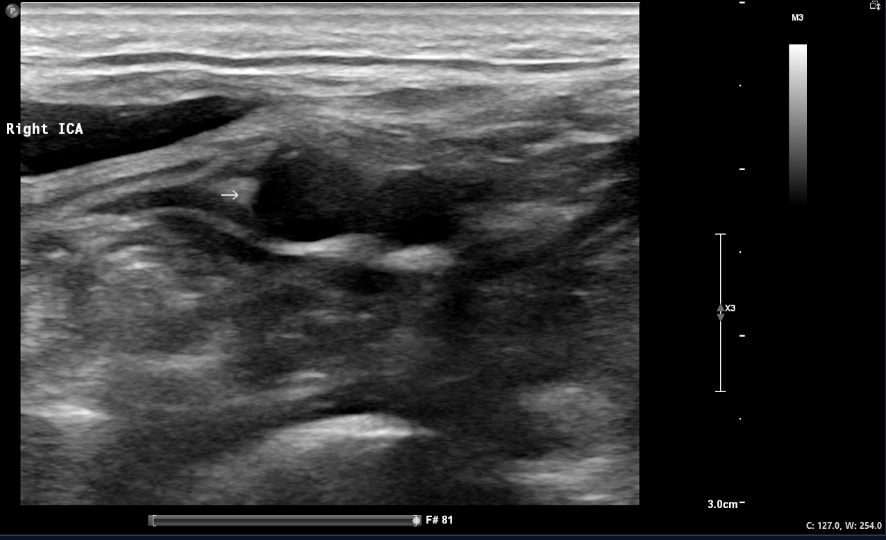 P
M3
Right ICA
X3
3.0cm
F# 81
C: 127.0, W: 254.0